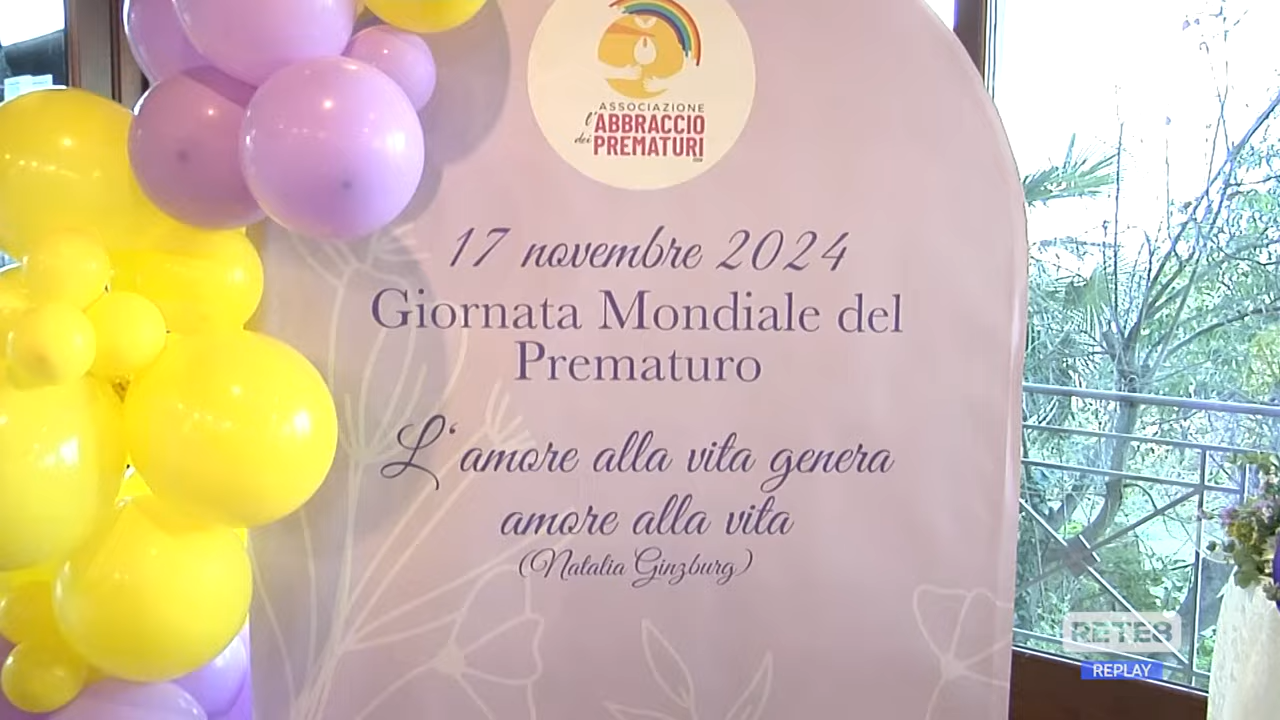 ASSOCIAZIONE
l'ABBRACCIO
dei PREMATURI
17 novembre 2024
Giornata Mondiale del
Prematuro
L'amore alla vita genera
amore alla vita
(Natalia Ginzburg)
RETE8
REPLAY